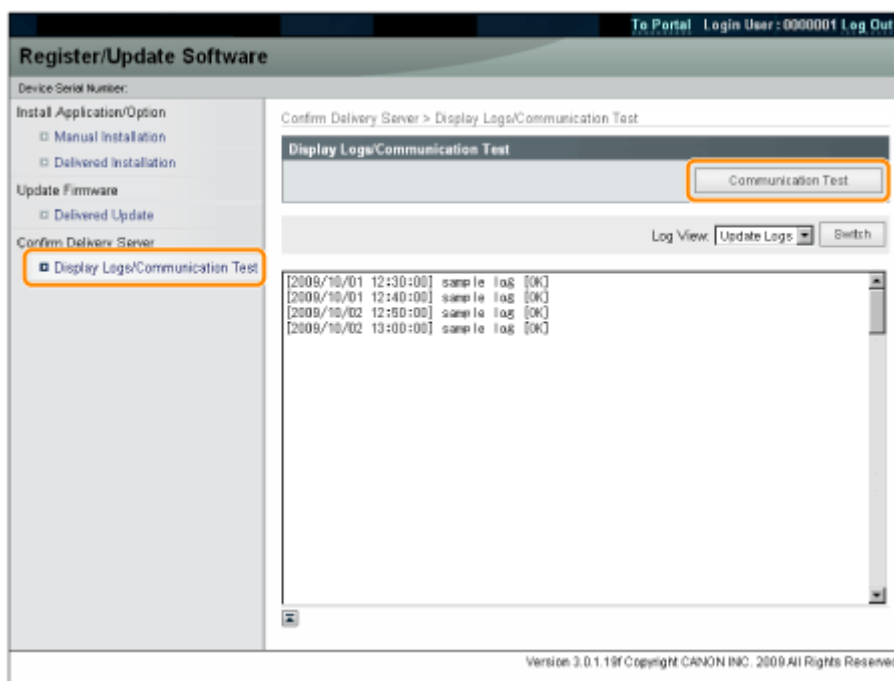 To Portal Login User : 0000001 Log Out
Register/Update Software
Device Serial Number:
Install Application/Option
Manual Installation
Delivered Installation
Update Firmware
Delivered Update
Confirm Delivery Server
Display Logs/Communication Test
Confirm Delivery Server > Display Logs/Communication Test
Display Logs/Communication Test
Communication Test
Log View: Update Logs Switch
[2009/10/01 12:30:00] sample log [OK]
[2009/10/01 12:40:00] sample log [OK]
[2009/10/02 12:50:00] sample log [OK]
[2009/10/02 13:00:00] sample log [OK]
Version 3.0.1.19f Copyright CANON INC. 2009 All Rights Reserve